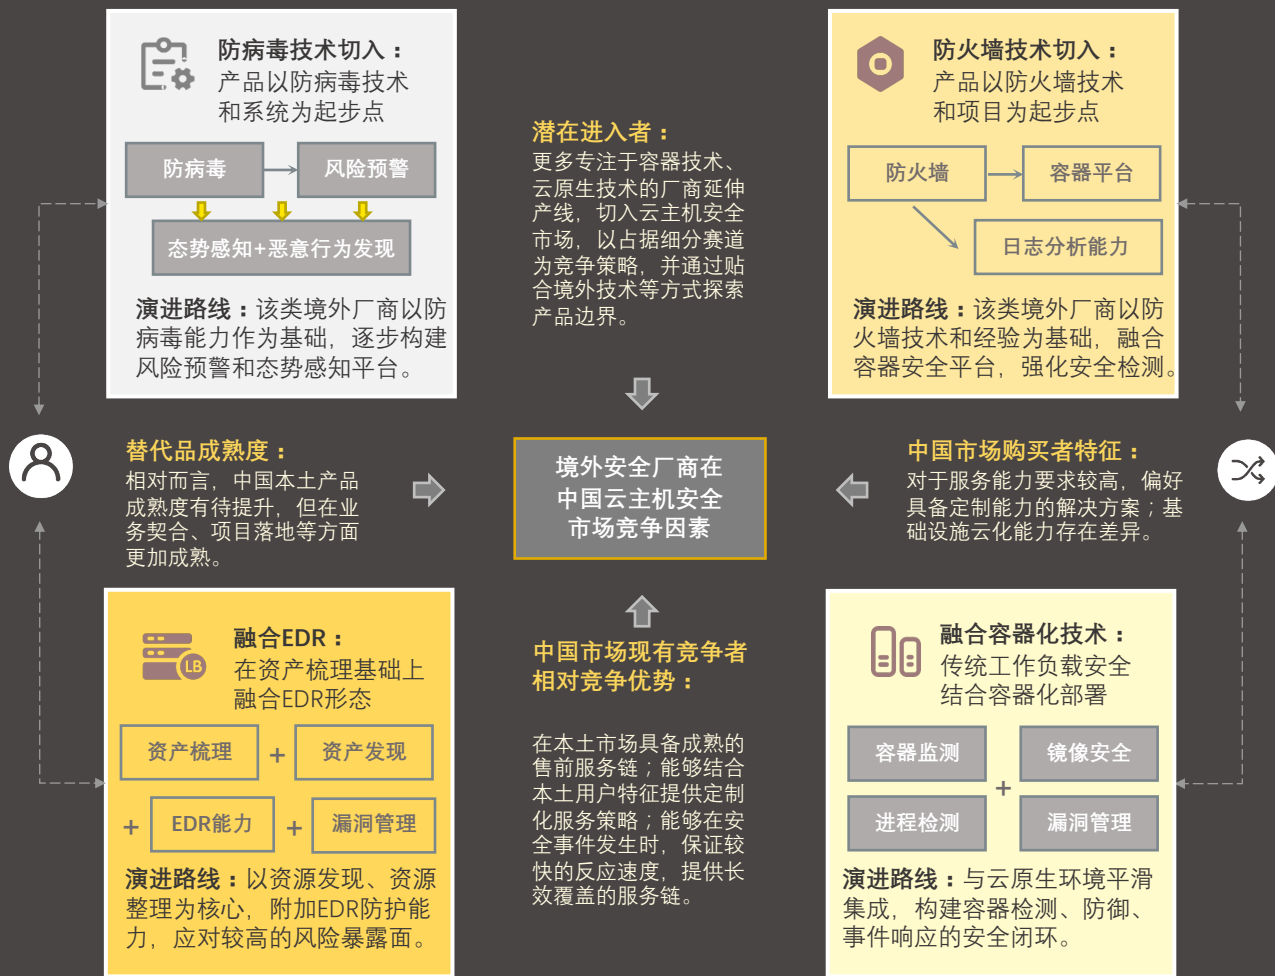 防病毒技术切入：
产品以防病毒技术
和系统为起步点
防病毒
风险预警
态势感知+恶意行为发现
演进路线：该类境外厂商以防
病毒能力作为基础，逐步构建
风险预警和态势感知平台。
潜在进入者：
更多专注于容器技术、
云原生技术的厂商延伸
产线，切入云主机安全
市场，以占据细分赛道
为竞争策略，并通过贴
合境外技术等方式探索
产品边界。
防火墙技术切入：
产品以防火墙技术
和项目为起步点
防火墙
容器平台
日志分析能力
演进路线：该类境外厂商以防
火墙技术和经验为基础，融合
容器安全平台，强化安全检测。
替代品成熟度：
相对而言，中国本土产品
成熟度有待提升，但在业
务契合、项目落地等方面
更加成熟。
境外安全厂商在
中国云主机安全
市场竞争因素
中国市场购买者特征：
对于服务能力要求较高，偏好
具备定制能力的解决方案；基
础设施云化能力存在差异。
LB
融合EDR：
在资产梳理基础上
融合EDR形态
资产梳理
+
资产发现
+
EDR能力
+
漏洞管理
演进路线：以资源发现、资源
整理为核心，附加EDR防护能
力，应对较高的风险暴露面。
中国市场现有竞争者
相对竞争优势：
在本土市场具备成熟的
售前服务链；能够结合
本土用户特征提供定制
化服务策略；能够在安
全事件发生时，保证较
快的反应速度，提供长
效覆盖的服务链。
融合容器化技术：
传统工作负载安全
结合容器化部署
容器监测
镜像安全
+
进程检测
漏洞管理
演进路线：与云原生环境平滑
集成，构建容器检测、防御、
事件响应的安全闭环。